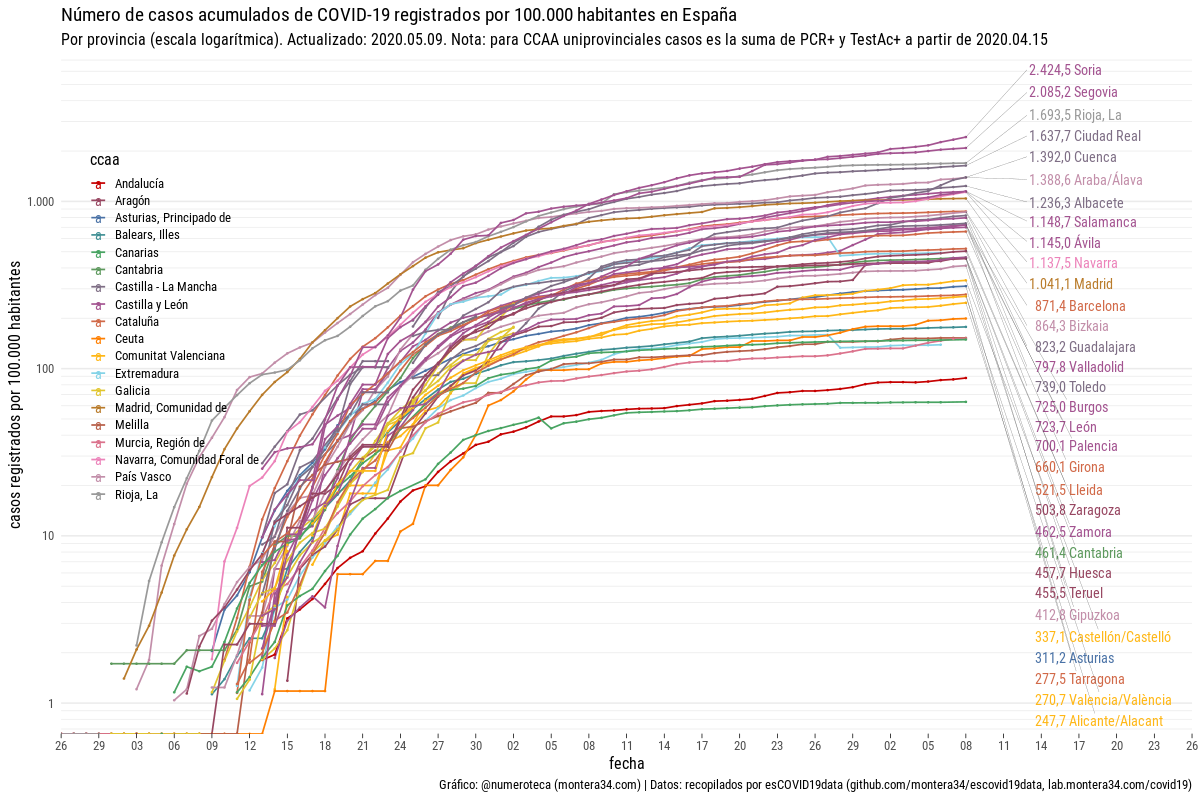 Número de casos acumulados de COVID-19 registrados por 100.000 habitantes en España
Por provincia (escala logarítmica). Actualizado: 2020.05.09. Nota: para CCAA uniprovinciales casos es la suma de PCR+ y TestAc+ a partir de 2020.04.15
casos registrados por 100.000 habitantes
1.000
100
10
1
ccaa
Andalucía
Aragón
Asturias, Principado de
Balears, Illes
Canarias
Cantabria
Castilla - La Mancha
Castilla y León
Cataluña
Ceuta
Comunitat Valenciana
Extremadura
Galicia
Madrid, Comunidad de
Melilla
Murcia, Región de
Navarra, Comunidad Foral de
País Vasco
Rioja, La
2.424,5 Soria
2.085,2 Segovia
1.693,5 Rioja, La
1.637,7 Ciudad Real
1.392,0 Cuenca
1.388,6 Araba/Álava
1.236,3 Albacete
1.148,7 Salamanca
1.145,0 Ávila
1.137,5 Navarra
1.041,1 Madrid
871,4 Barcelona
864,3 Bizkaia
823,2 Guadalajara
797,8 Valladolid
739,0 Toledo
725,0 Burgos
723,7 León
700,1 Palencia
660,1 Girona
521,5 Lleida
503,8 Zaragoza
462,5 Zamora
461,4 Cantabria
457,7 Huesca
455,5 Teruel
412,8 Gipuzkoa
337,1 Castellón/Castelló
311,2 Asturias
277,5 Tarragona
270,7 Valencia/València
247,7 Alicante/Alacant
26 29 03 06 09 12 15 18 21 24 27 30 02 05 08 11 14 17 20 23 26 29 02 05 08 11 14 17 20 23 26
fecha
Gráfico: @numeroteca (montera34.com) | Datos: recopilados por esCOVID19data (github.com/montera34/escovid19data, lab.montera34.com/covid19)